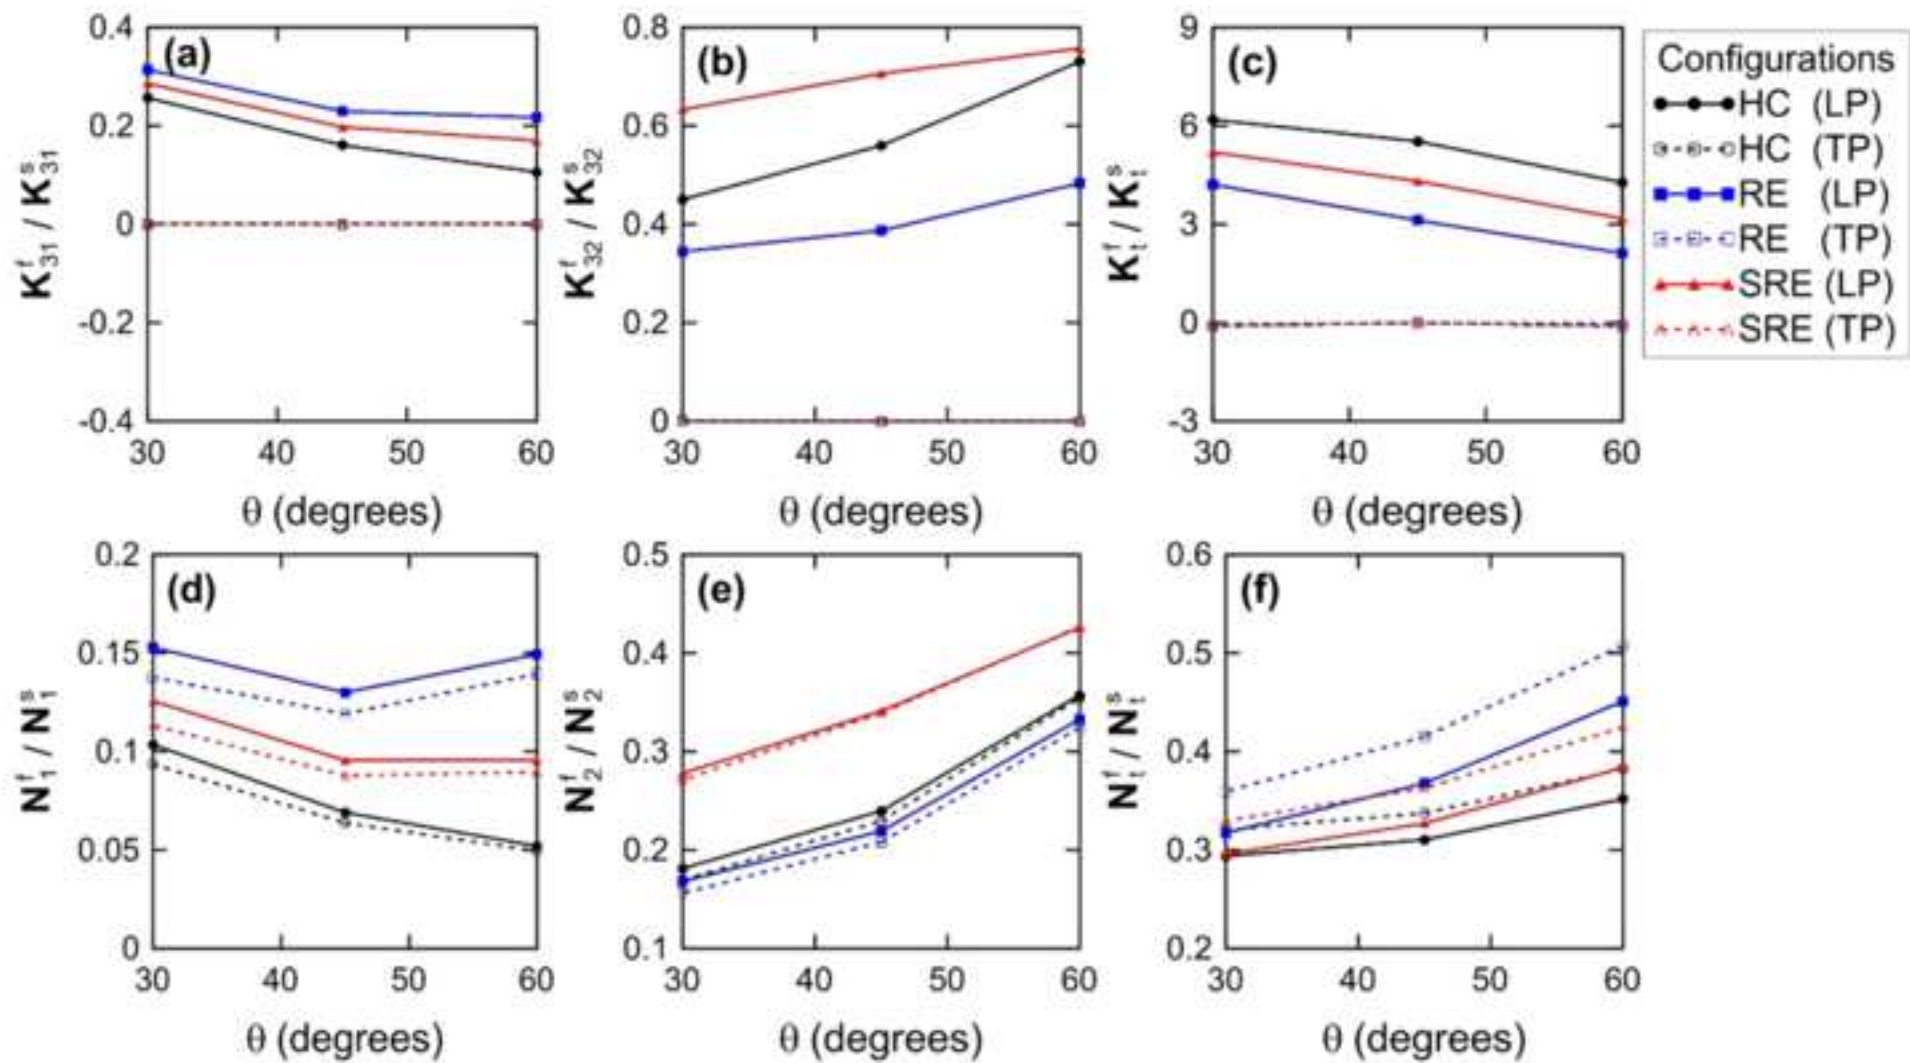 (a)
0.4
0.2
0
-0.2
-0.4
30 40 50 60
θ (degrees)
K^f_31 / K^s_31
(b)
0.8
0.6
0.4
0.2
0
30 40 50 60
θ (degrees)
K^f_32 / K^s_32
(c)
9
6
3
0
-3
30 40 50 60
θ (degrees)
K^f_t / K^s_t
Configurations
HC (LP)
HC (TP)
RE (LP)
RE (TP)
SRE (LP)
SRE (TP)
(d)
0.2
0.15
0.1
0.05
0
30 40 50 60
θ (degrees)
N^f_1 / N^s_1
(e)
0.5
0.4
0.3
0.2
0.1
30 40 50 60
θ (degrees)
N^f_2 / N^s_2
(f)
0.6
0.5
0.4
0.3
0.2
30 40 50 60
θ (degrees)
N^f_t / N^s_t